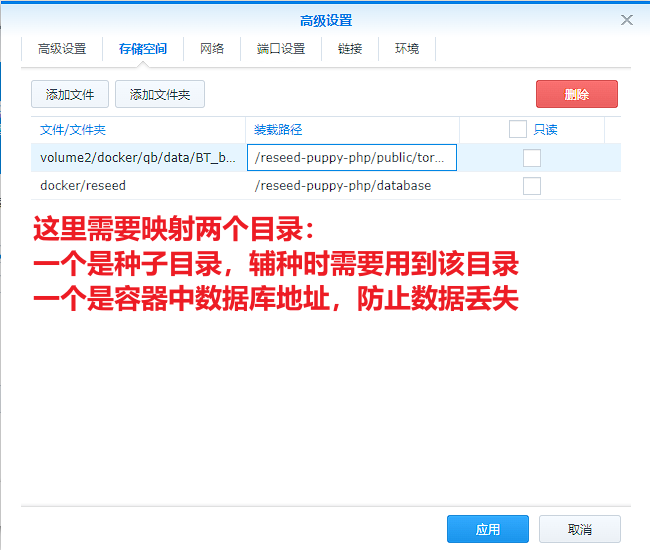 高级设置
高级设置 存储空间 网络 端口设置 链接 环境
添加文件 添加文件夹 删除
文件/文件夹 装载路径 只读
volume2/docker/qb/data/BT_b... /reseed-puppy-php/public/tor...
docker/reseed /reseed-puppy-php/database
这里需要映射两个目录：
一个是种子目录，辅种时需要用到该目录
一个是容器中数据库地址，防止数据丢失
应用 取消